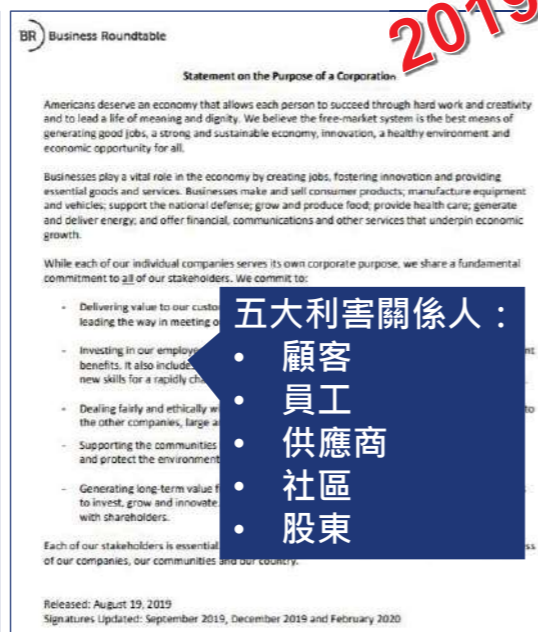 2019
BR Business Roundtable
Statement on the Purpose of a Corporation
Americans deserve an economy that allows each person to succeed through hard work and creativity
and to lead a life of meaning and dignity. We believe the free-market system is the best means of
generating good jobs, a strong and sustainable economy, innovation, a healthy environment and
economic opportunity for all.
Businesses play a vital role in the economy by creating jobs, fostering innovation and providing
essential goods and services. Businesses make and sell consumer products; manufacture equipment
and vehicles; support the national defense; grow and produce food; provide health care; generate
and deliver energy; and offer financial, communications and other services that underpin economic
growth.
While each of our individual companies serves its own corporate purpose, we share a fundamental
commitment to all of our stakeholders. We commit to:
- Delivering value to our
leading the way in meeting
- Investing in our
benefits. It also includes
new skills for a rapidly
- Dealing fairly and ethically
to
the other companies, large
- Supporting the communities
and protect the environment
- Generating long-term value
to invest, grow and innovate.
with shareholders.
五大利害關係人：
• 顧客
• 員工
• 供應商
• 社區
• 股東
Each of our stakeholders is essential.
of our companies, our communities and our country.
Released: August 19, 2019
Signatures Updated: September 2019, December 2019 and February 2020